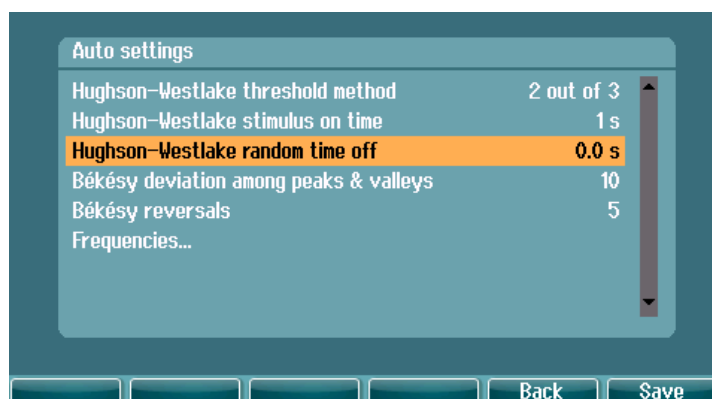 Auto settings
Hughson-Westlake threshold method 2 out of 3
Hughson-Westlake stimulus on time 1 s
Hughson-Westlake random time off 0.0 s
Békésy deviation among peaks & valleys 10
Békésy reversals 5
Frequencies...
Back Save